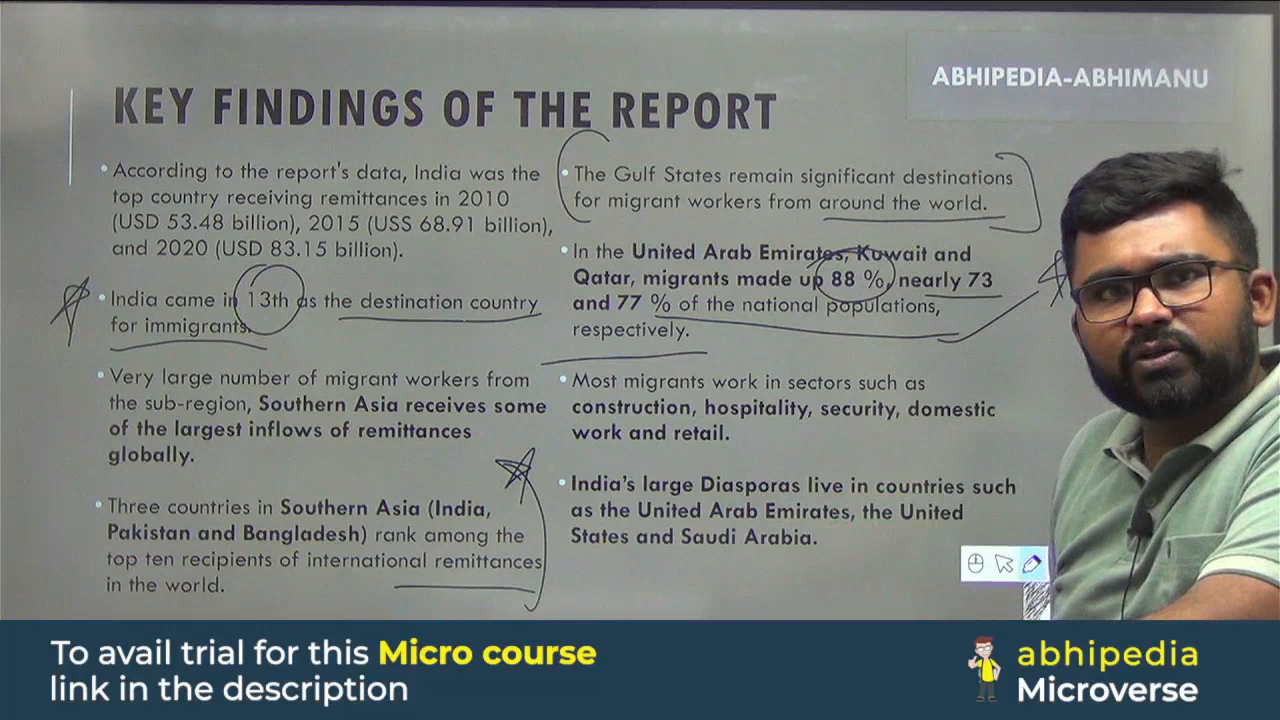 ABHIPEDIA-ABHIMANU
KEY FINDINGS OF THE REPORT
• According to the report's data, India was the
top country receiving remittances in 2010
(USD 53.48 billion), 2015 (USS 68.91 billion),
and 2020 (USD 83.15 billion).
• India came in 13th as the destination country
for immigrants.
• Very large number of migrant workers from
the sub-region, Southern Asia receives some
of the largest inflows of remittances
globally.
• Three countries in Southern Asia (India,
Pakistan and Bangladesh) rank among the
top ten recipients of international remittances
in the world.
• The Gulf States remain significant destinations
for migrant workers from around the world.
• In the United Arab Emirates, Kuwait and
Qatar, migrants made up 88 %, nearly 73
and 77 % of the national populations,
respectively.
• Most migrants work in sectors such as
construction, hospitality, security, domestic
work and retail.
• India's large Diasporas live in countries such
as the United Arab Emirates, the United
States and Saudi Arabia.
To avail trial for this Micro course
link in the description
abhipedia
Microverse